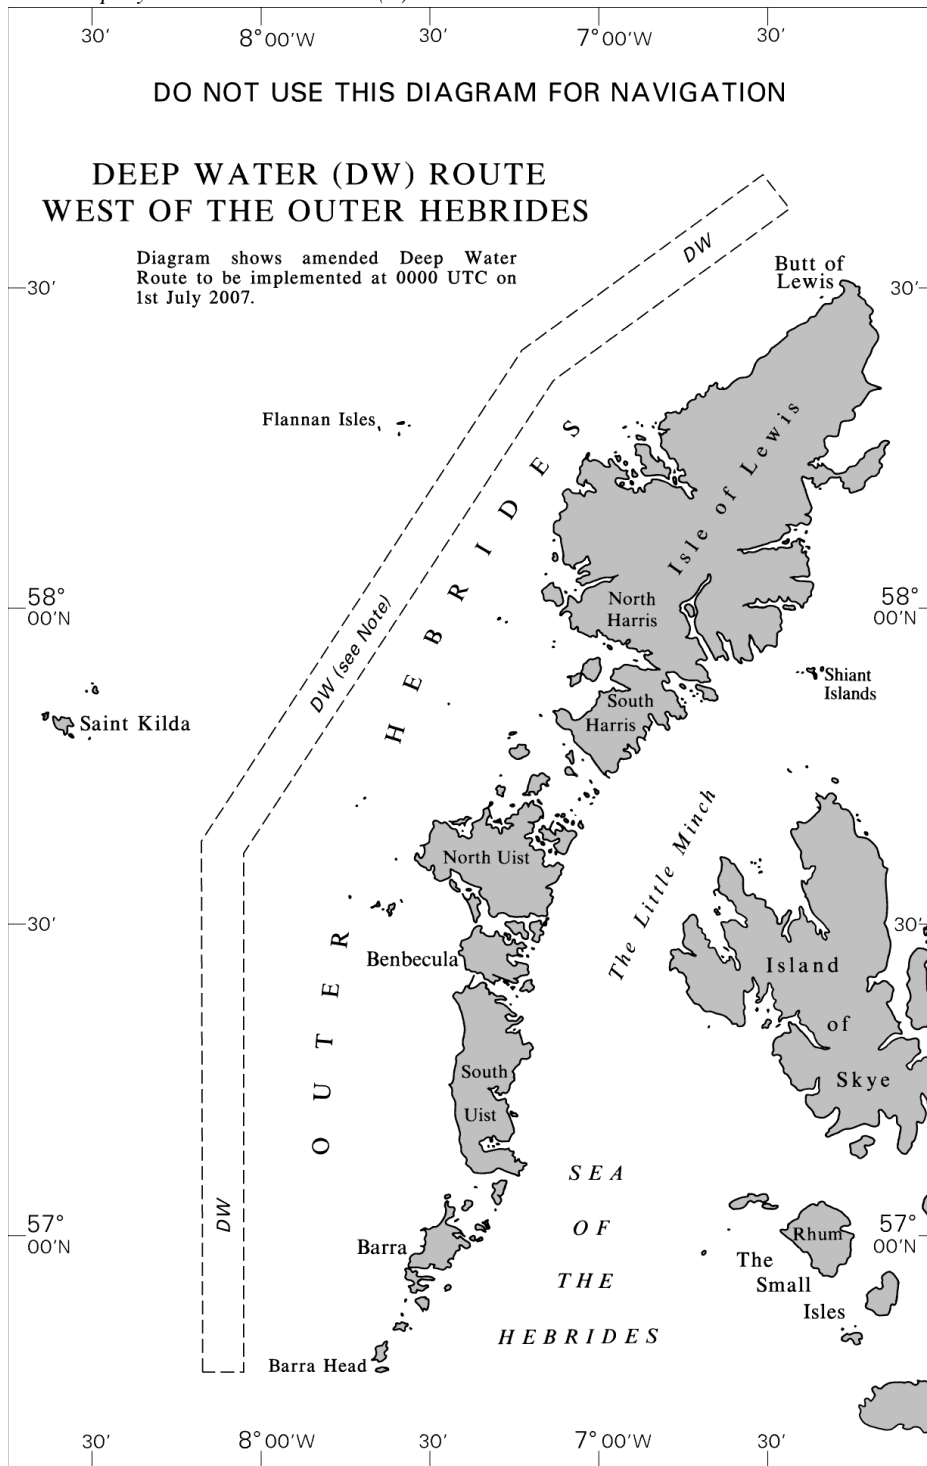 30′ 8°00′W 30′ 7°00′W 30′
DO NOT USE THIS DIAGRAM FOR NAVIGATION
DEEP WATER (DW) ROUTE
WEST OF THE OUTER HEBRIDES
Diagram shows amended Deep Water
Route to be implemented at 0000 UTC on
1st July 2007.
DW
Butt of
Lewis
30′ 30′
Flannan Isles
Isle of Lewis
58°
00′N
58°
00′N
North
Harris
DW (see Note)
Shiant
Islands
South
Harris
Saint Kilda
OUTER HEBRIDES
The Little Minch
North Uist
30′ 30′
Benbecula
Island
of
Skye
South
Uist
SEA
OF
THE
HEBRIDES
DW
57°
00′N
57°
00′N
Barra
Rhum
The
Small
Isles
Barra Head
30′ 8°00′W 30′ 7°00′W 30′